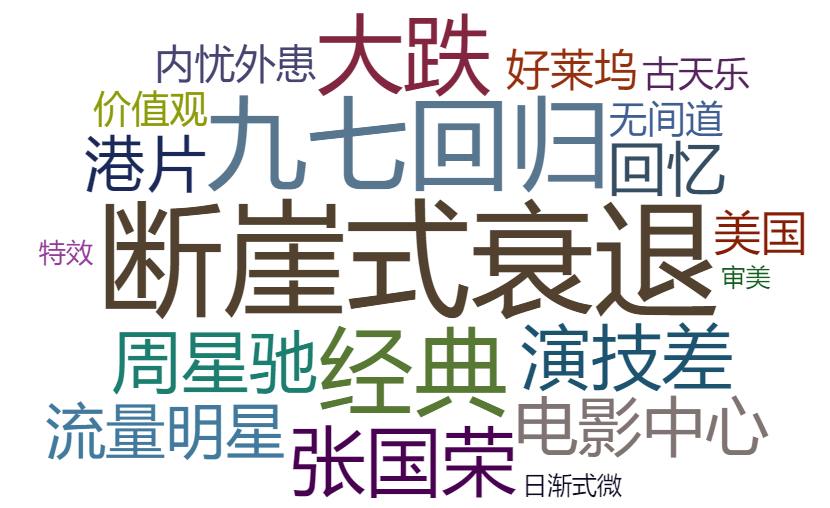 内忧外患
大跌
好莱坞
古天乐
价值观
九七回归
无间道
港片
回忆
断崖式衰退
美国
特效
审美
周星驰
经典
演技差
流量明星
电影中心
张国荣
日渐式微